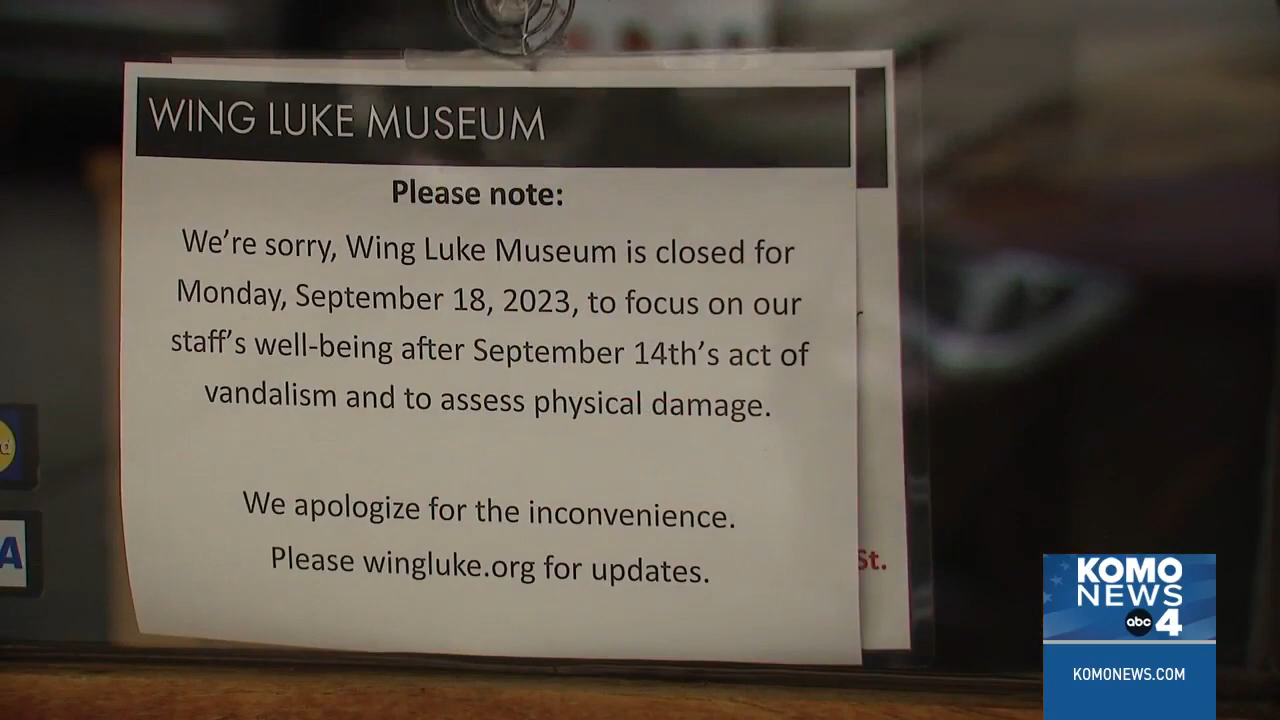 WING LUKE MUSEUM
Please note:
We're sorry, Wing Luke Museum is closed for
Monday, September 18, 2023, to focus on our
staff's well-being after September 14th's act of
vandalism and to assess physical damage.
We apologize for the inconvenience.
Please wingluke.org for updates.
St.
A
KOMO
NEWS
abc 4
KOMONEWS.COM